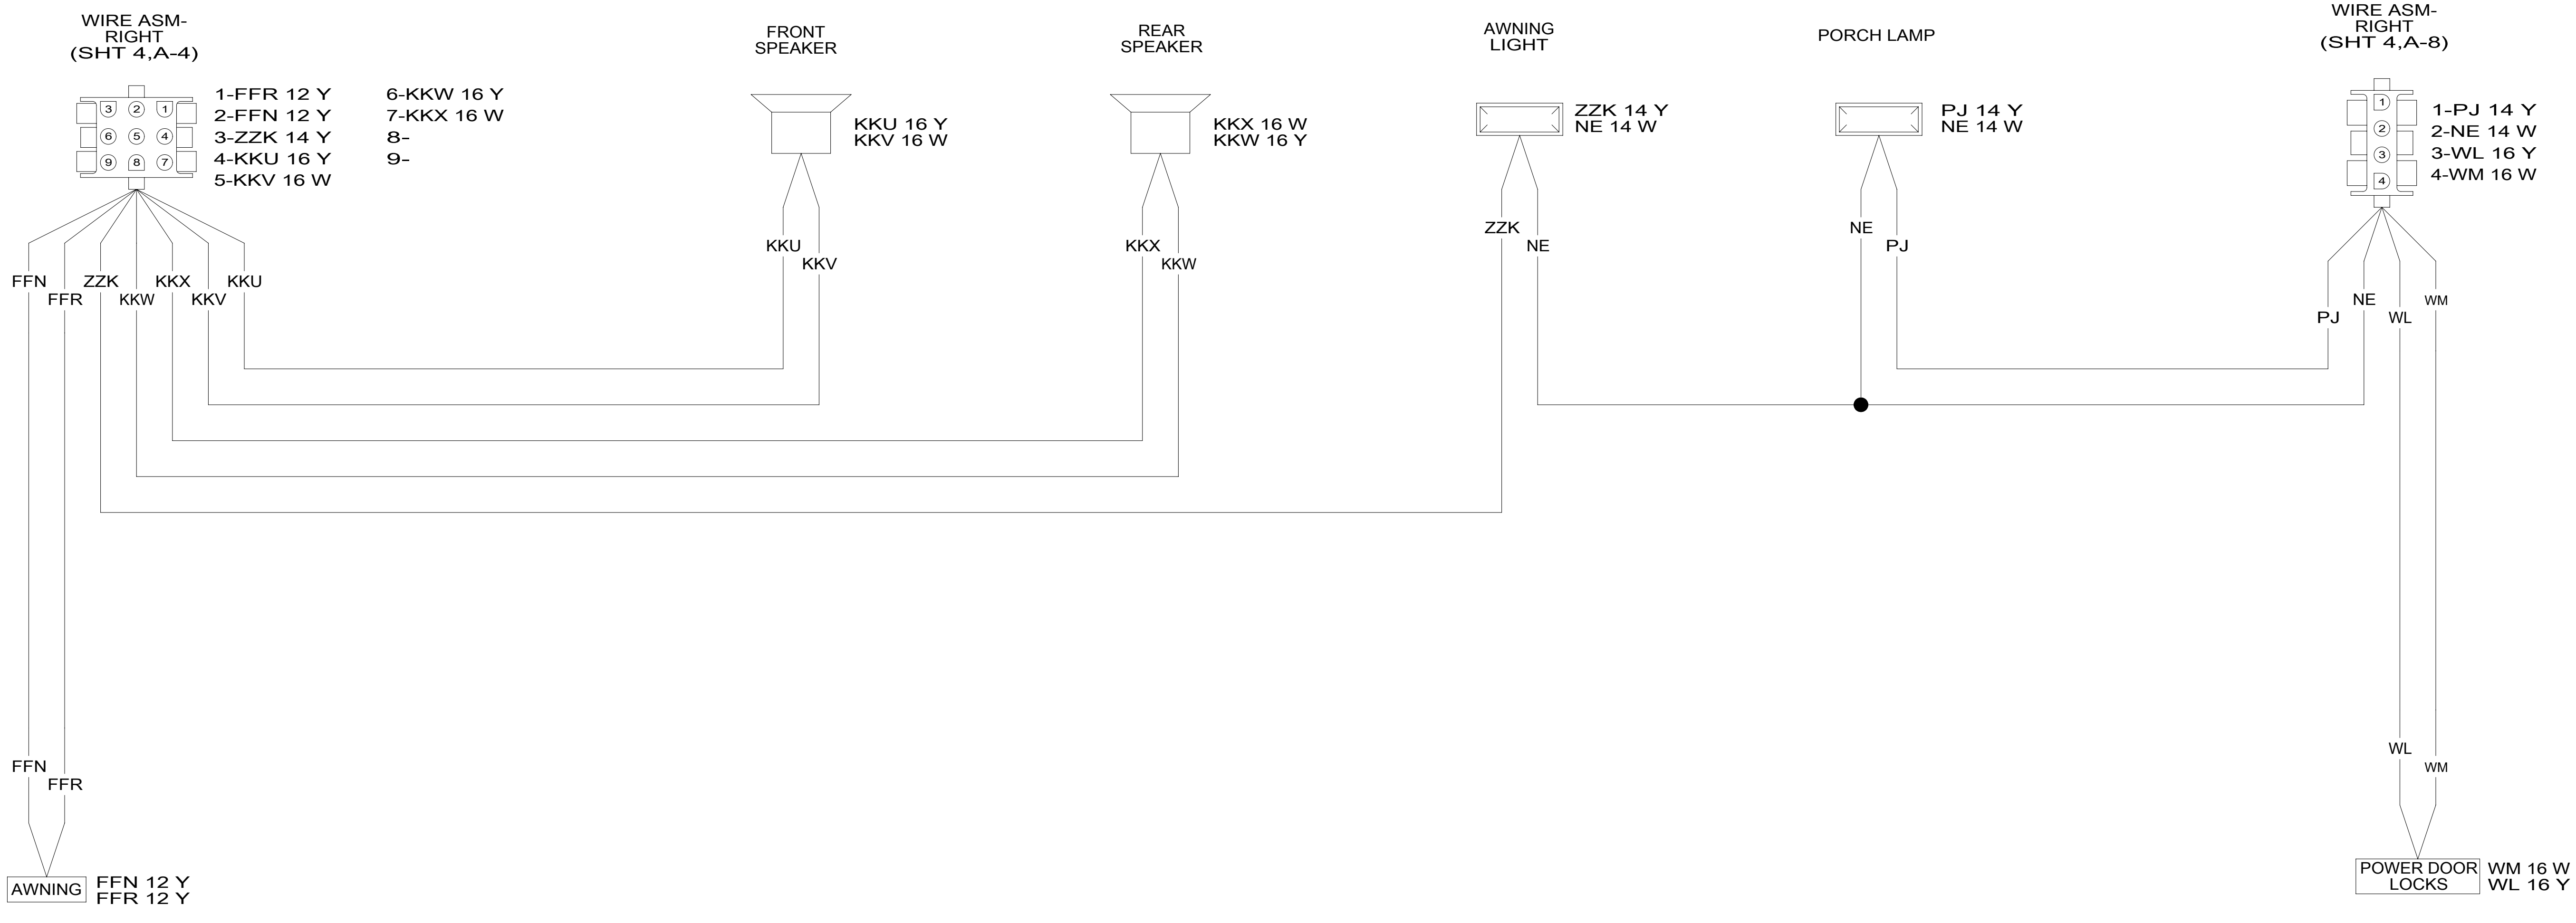 WIRE ASM-
RIGHT
(SHT 4,A-4)
3 2 1
6 5 4
9 8 7
1-FFR 12 Y
2-FFN 12 Y
3-ZZK 14 Y
4-KKU 16 Y
5-KKV 16 W
6-KKW 16 Y
7-KKX 16 W
8-
9-
FRONT
SPEAKER
KKU 16 Y
KKV 16 W
REAR
SPEAKER
KKX 16 W
KKW 16 Y
AWNING
LIGHT
ZZK 14 Y
NE 14 W
PORCH LAMP
PJ 14 Y
NE 14 W
WIRE ASM-
RIGHT
(SHT 4,A-8)
1
2
3
4
1-PJ 14 Y
2-NE 14 W
3-WL 16 Y
4-WM 16 W
FFN
FFR
ZZK
KKW
KKX
KKV
KKU
KKU
KKV
KKX
KKW
ZZK
NE
NE
PJ
PJ
NE
WL
WM
FFN
FFR
WL
WM
AWNING
FFN 12 Y
FFR 12 Y
POWER DOOR
LOCKS
WM 16 W
WL 16 Y